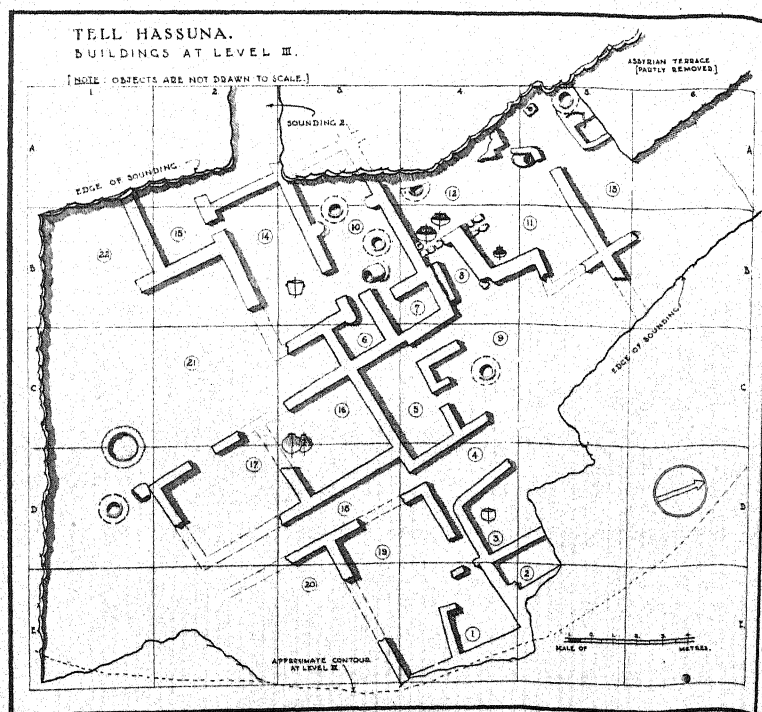 TELL HASSUNA.
BUILDINGS AT LEVEL III.
[NOTE: OBJECTS ARE NOT DRAWN TO SCALE.]
ASSYRIAN TERRACE
[PARTLY REMOVED.]
1. 2. 3. 4. 5. 6.
SOUNDING 2.
EDGE OF SOUNDING
A A
12
13
15 14 10 11
22
B B
8
7
6 9
EDGE OF SOUNDING
21
C C
16 5
17 4
D D
18
3
19
2
20
E E
1
SCALE OF METRES.
APPROXIMATE CONTOUR
AT LEVEL III